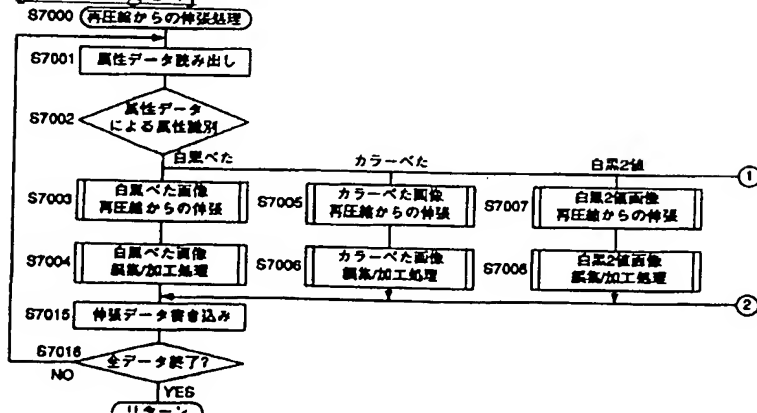 S7000 再圧縮からの伸張処理
S7001 属性データ読み出し
S7002
属性データ
による属性識別
白黒べた
カラーべた
白黒2値
①
S7003
白黒べた画像
再圧縮からの伸張
S7005
カラーべた画像
再圧縮からの伸張
S7007
白黒2値画像
再圧縮からの伸張
S7004
白黒べた画像
編集/加工処理
S7006
カラーべた画像
編集/加工処理
S7008
白黒2値画像
編集/加工処理
②
S7015 伸張データ書き込み
S7016
全データ終了?
NO
YES
リターン